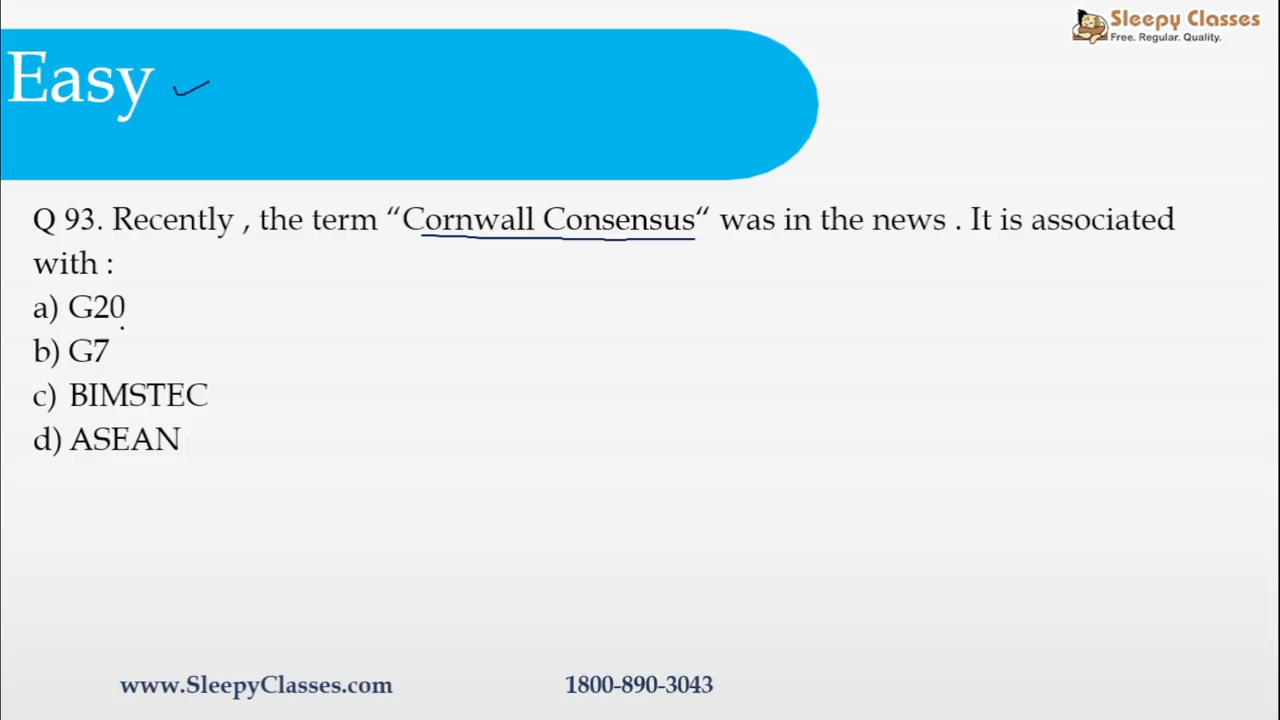 Sleepy Classes
Free. Regular. Quality.
Easy
Q 93. Recently , the term “Cornwall Consensus“ was in the news . It is associated
with :
a) G20
b) G7
c) BIMSTEC
d) ASEAN
www.SleepyClasses.com
1800-890-3043